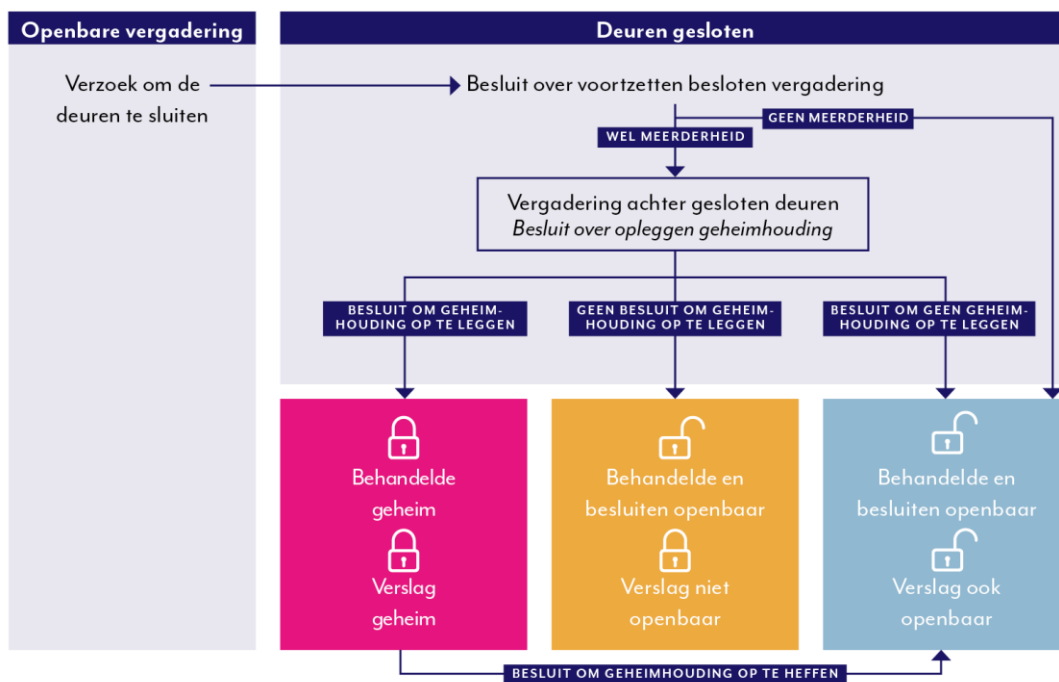 Openbare vergadering
Deuren gesloten
Verzoek om de
deuren te sluiten
Besluit over voortzetten besloten vergadering
GEEN MEERDERHEID
WEL MEERDERHEID
Vergadering achter gesloten deuren
Besluit over opleggen geheimhouding
BESLUIT OM GEHEIM-
HOUDING OP TE LEGGEN
GEEN BESLUIT OM GEHEIM-
HOUDING OP TE LEGGEN
BESLUIT OM GEEN GEHEIM-
HOUDING OP TE LEGGEN
Behandelde
geheim
Verslag
geheim
Behandelde en
besluiten openbaar
Verslag niet
openbaar
Behandelde en
besluiten openbaar
Verslag ook
openbaar
BESLUIT OM GEHEIMHOUDING OP TE HEFFEN